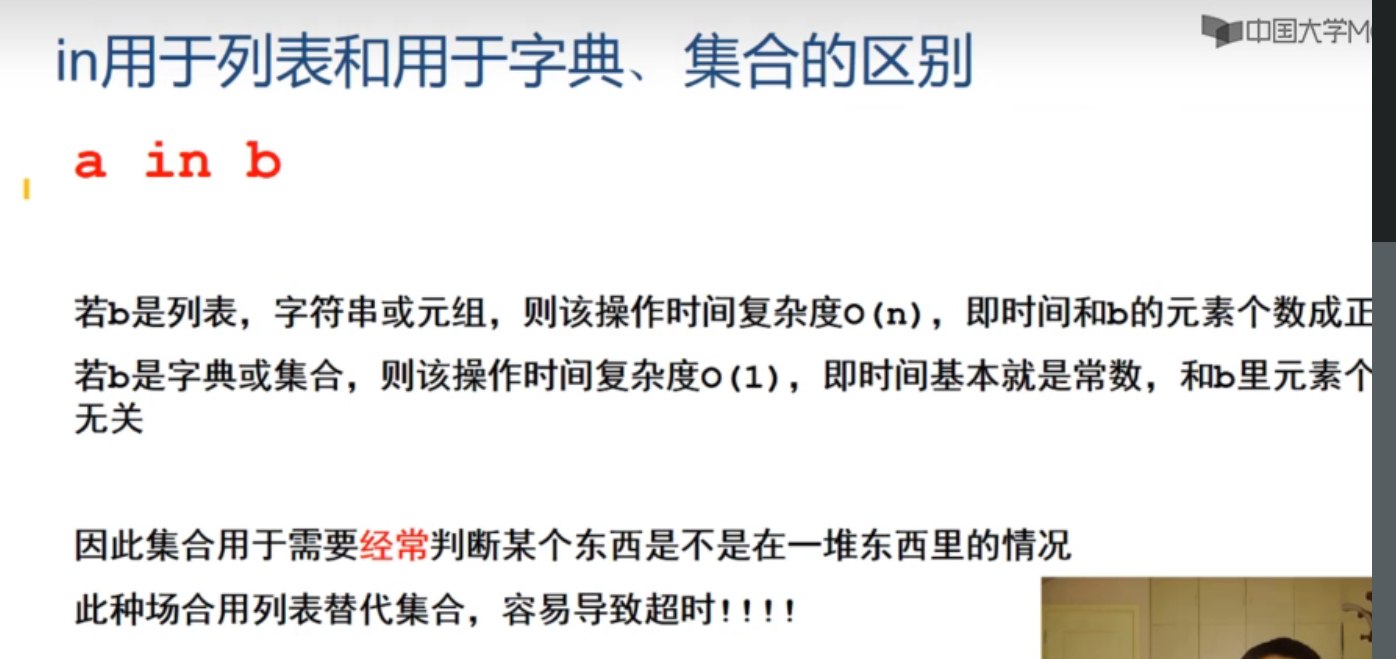 in用于列表和用于字典、集合的区别
中国大学M
a in b
若b是列表，字符串或元组，则该操作时间复杂度O(n)，即时间和b的元素个数成正
若b是字典或集合，则该操作时间复杂度O(1)，即时间基本就是常数，和b里元素个
无关
因此集合用于需要经常判断某个东西是不是在一堆东西里的情况
此种场合用列表替代集合，容易导致超时!!!!